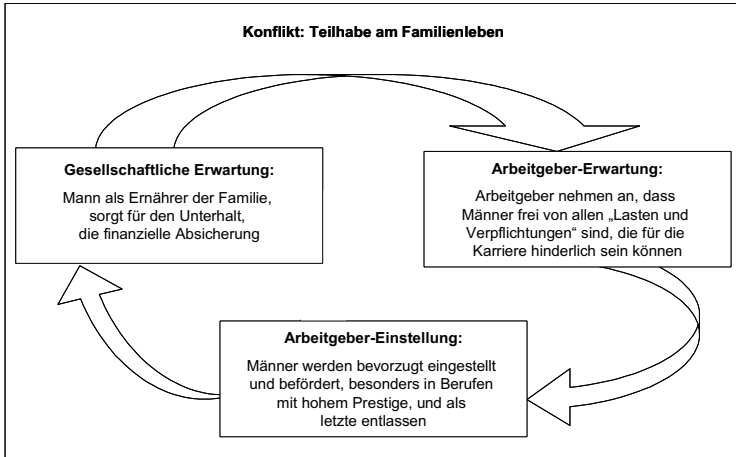 Konflikt: Teilhabe am Familienleben
Gesellschaftliche Erwartung:
Mann als Ernährer der Familie,
sorgt für den Unterhalt,
die finanzielle Absicherung
Arbeitgeber-Erwartung:
Arbeitgeber nehmen an, dass
Männer frei von allen „Lasten und
Verpflichtungen“ sind, die für die
Karriere hinderlich sein können
Arbeitgeber-Einstellung:
Männer werden bevorzugt eingestellt
und befördert, besonders in Berufen
mit hohem Prestige, und als
letzte entlassen